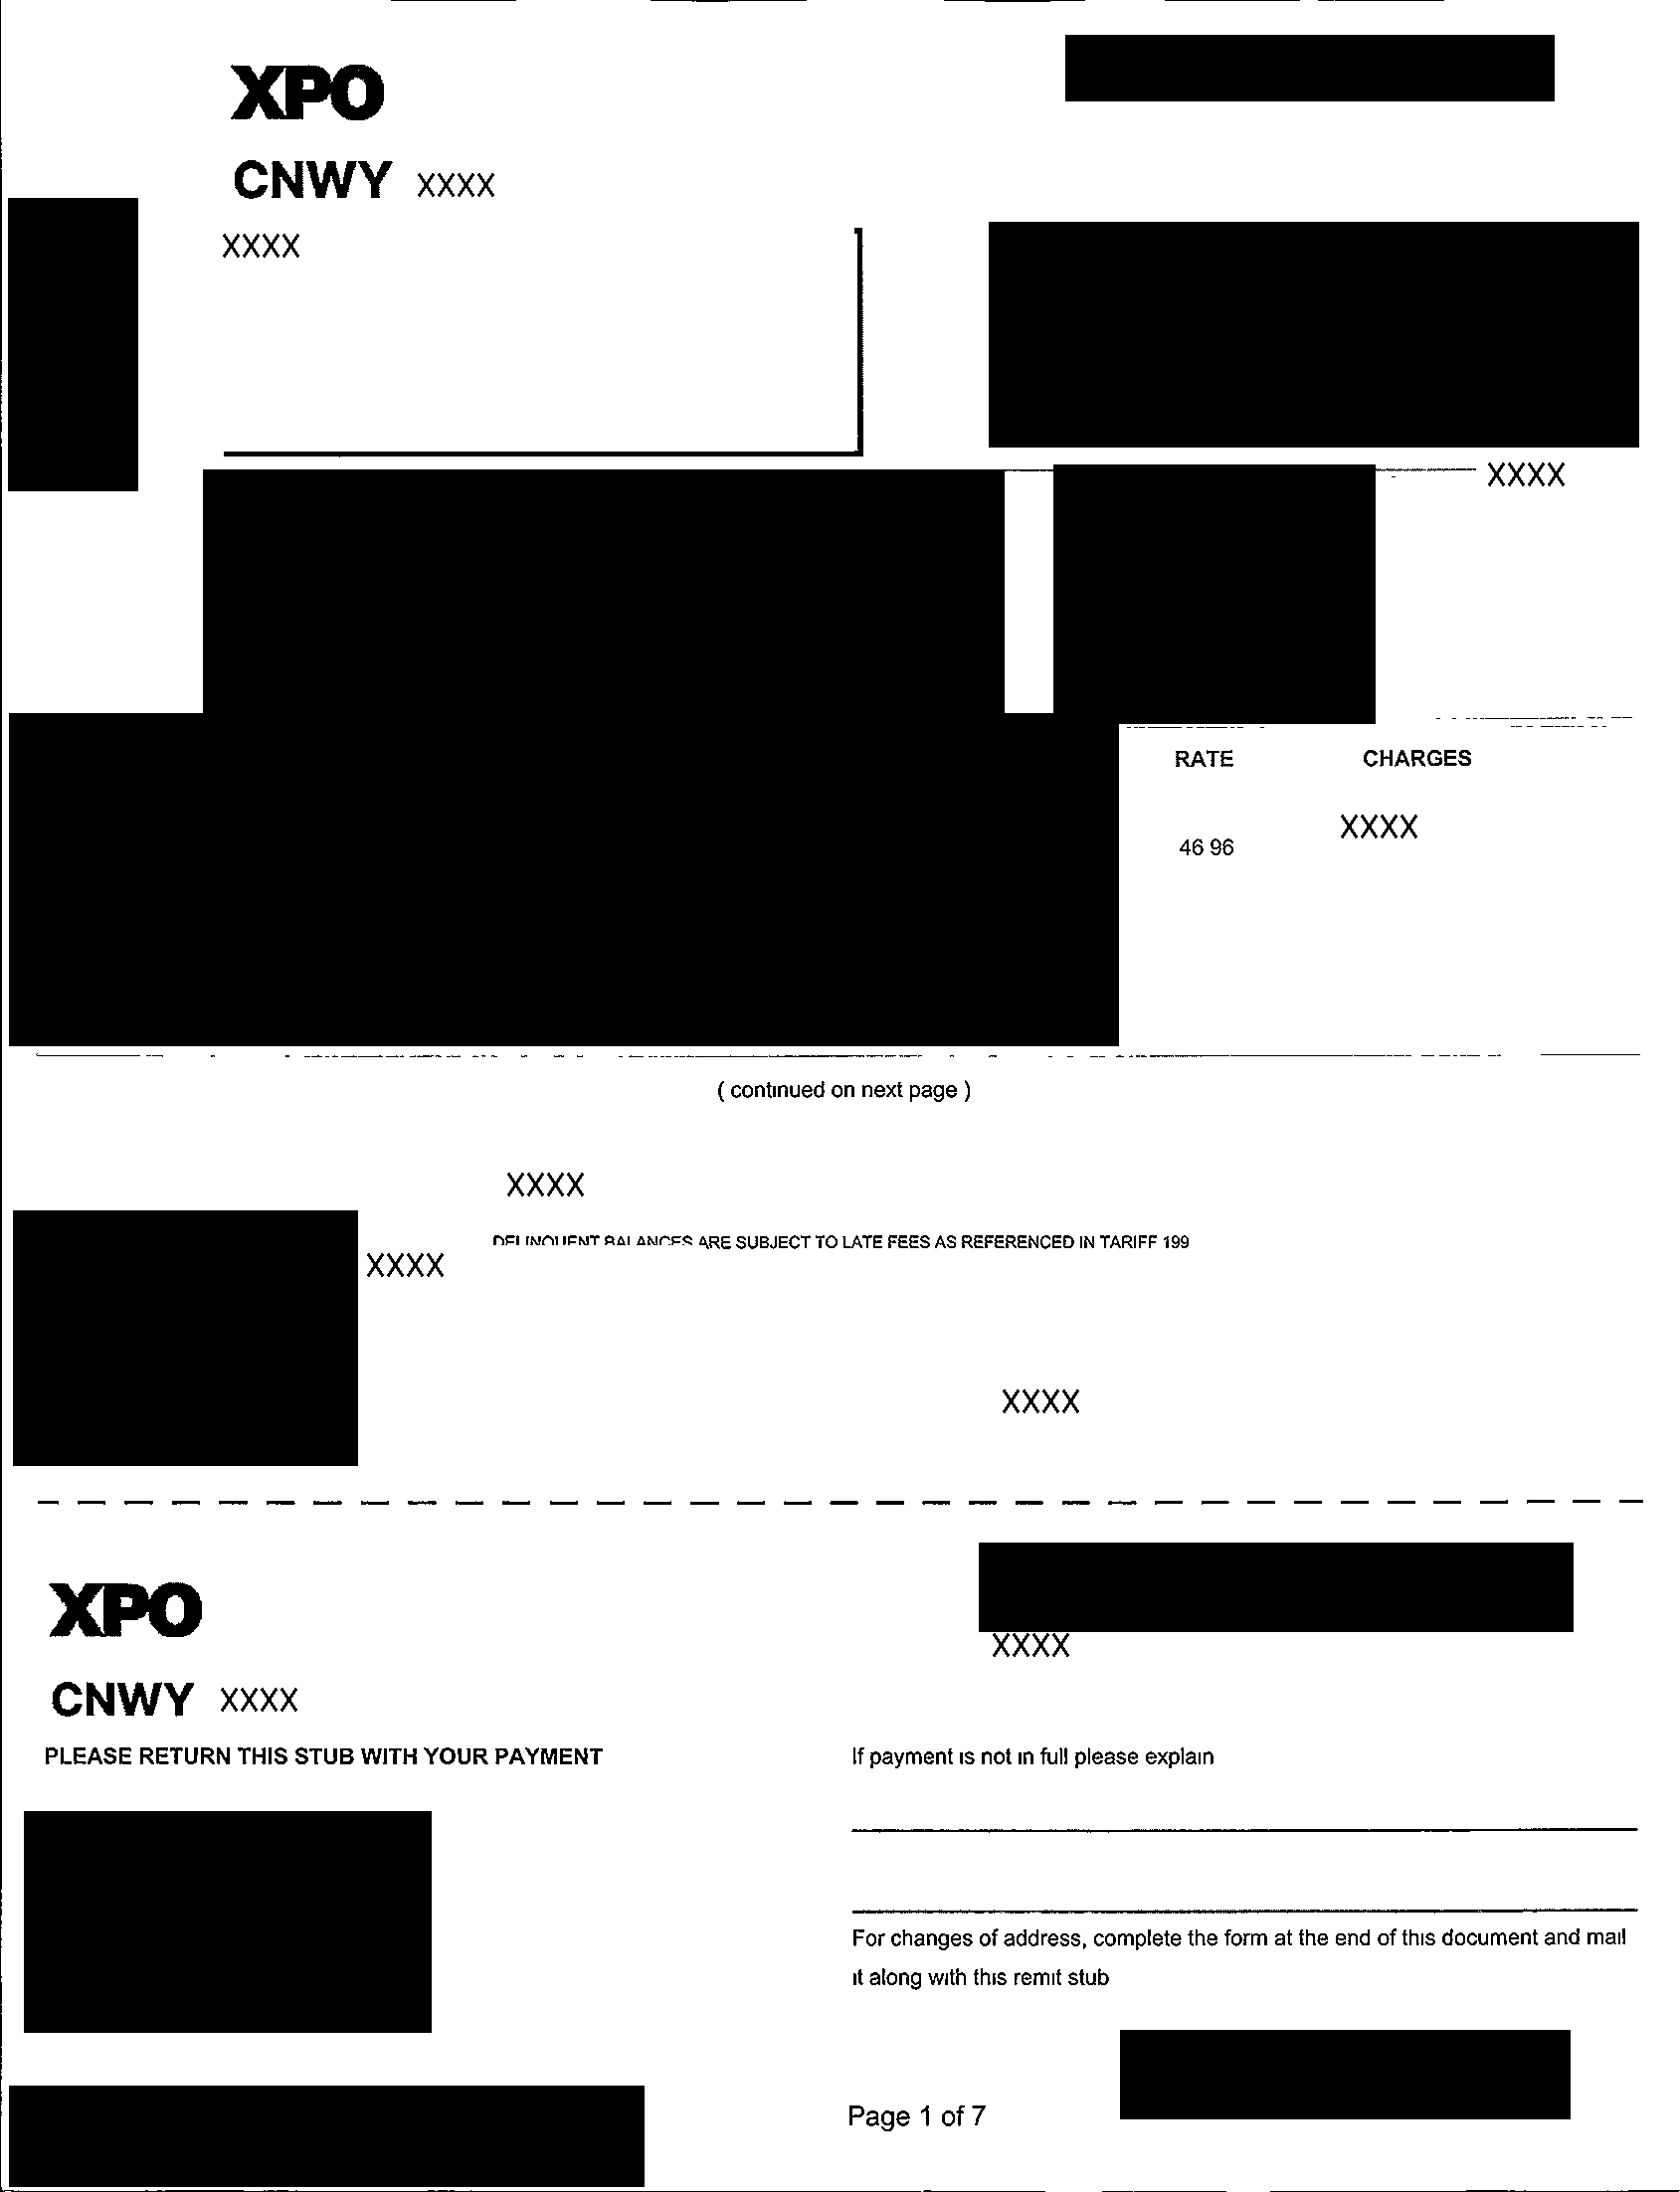 XPO
CNWY XXXX
XXXX
XXXX
RATE CHARGES
XXXX
46 96
( continued on next page )
XXXX
DELINQUENT BALANCES ARE SUBJECT TO LATE FEES AS REFERENCED IN TARIFF 199
XXXX
XXXX
XPO
XXXX
CNWY XXXX
PLEASE RETURN THIS STUB WITH YOUR PAYMENT
If payment is not in full please explain
For changes of address, complete the form at the end of this document and mail
it along with this remit stub
Page 1 of 7